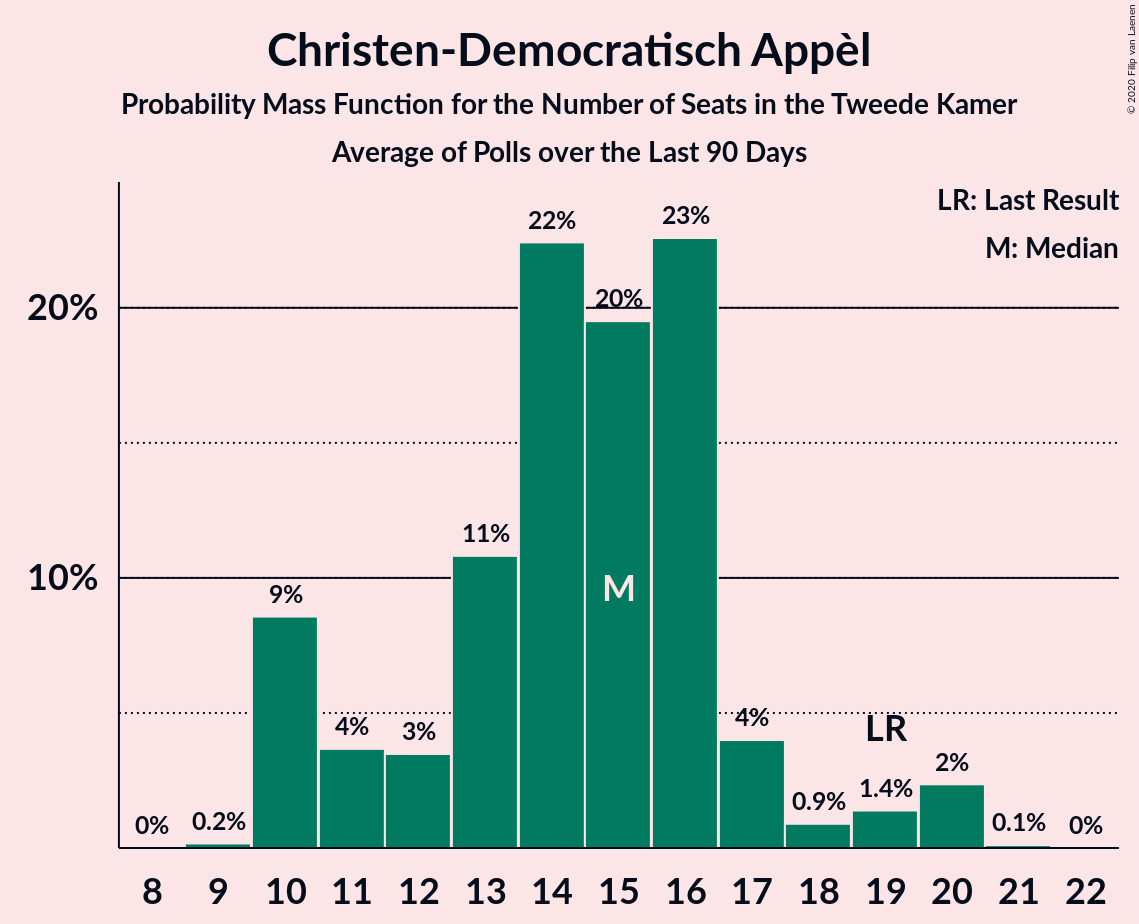 Christen-Democratisch Appèl
Probability Mass Function for the Number of Seats in the Tweede Kamer
Average of Polls over the Last 90 Days
© 2020 Filip van Laenen
LR: Last Result
M: Median
20%
10%
0%
0.2%
9%
4%
3%
11%
22%
20%
23%
4%
0.9%
1.4%
2%
0.1%
0%
M
LR
8 9 10 11 12 13 14 15 16 17 18 19 20 21 22